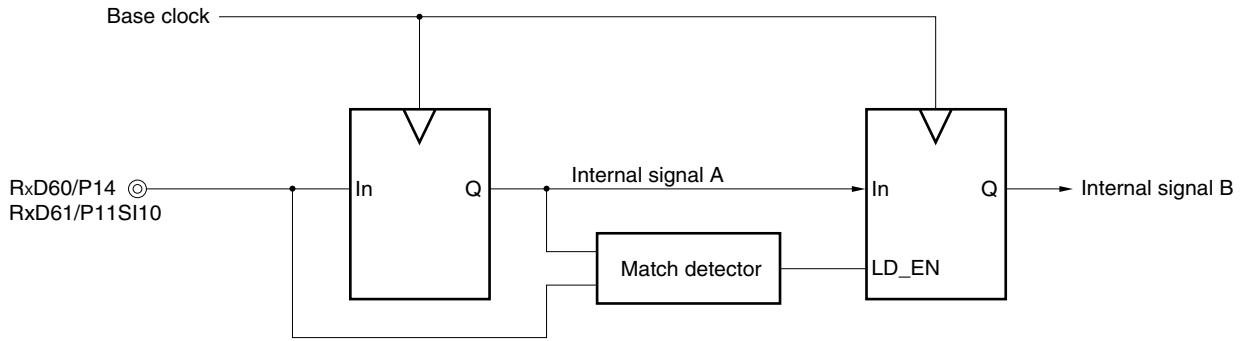 Base clock
RxD60/P14
RxD61/P11SI10
In
Q
Internal signal A
In
Q
Internal signal B
Match detector
LD_EN